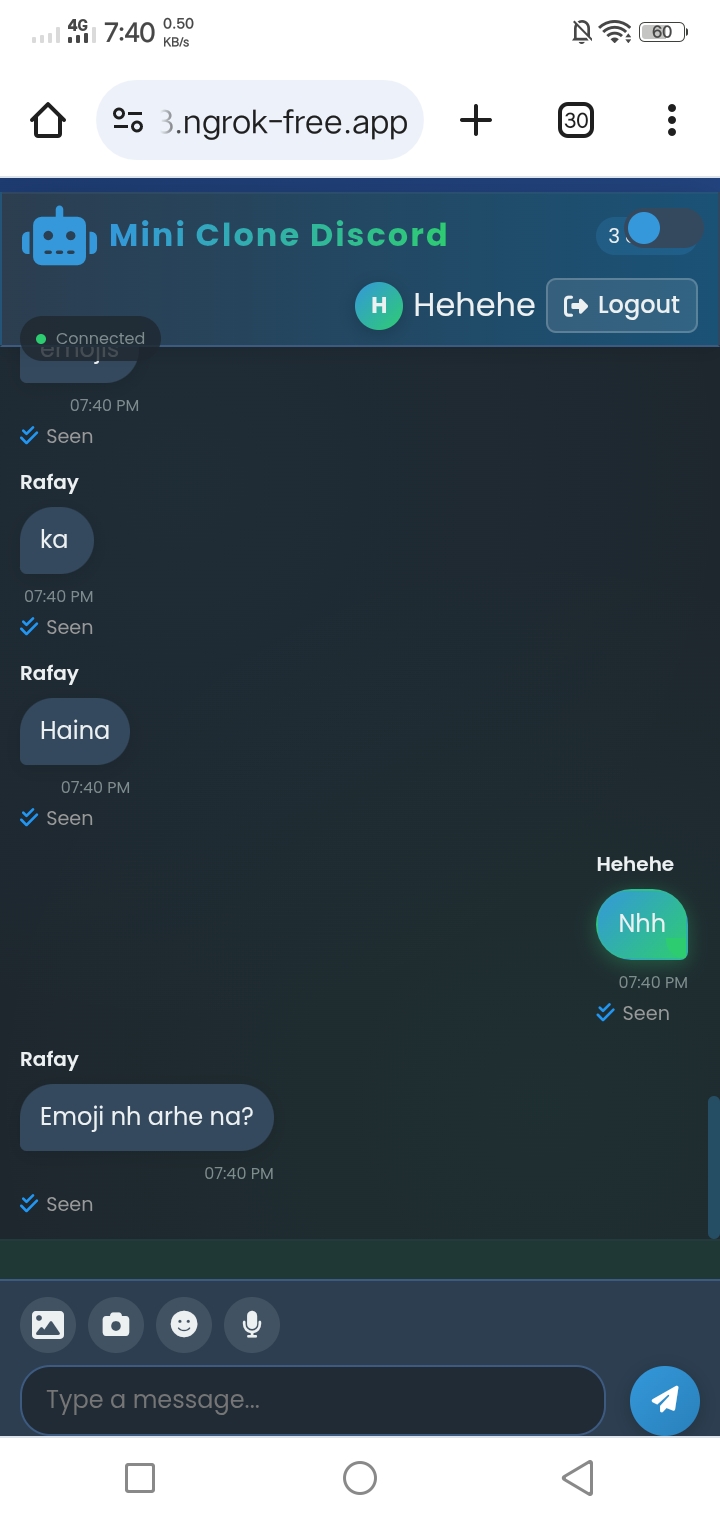 4G 7:40 0.50 KB/s 60
3.ngrok-free.app 30
Mini Clone Discord 3
H Hehehe Logout
Connected
emojis
07:40 PM
Seen
Rafay
ka
07:40 PM
Seen
Rafay
Haina
07:40 PM
Seen
Hehehe
Nhh
07:40 PM
Seen
Rafay
Emoji nh arhe na?
07:40 PM
Seen
Type a message...